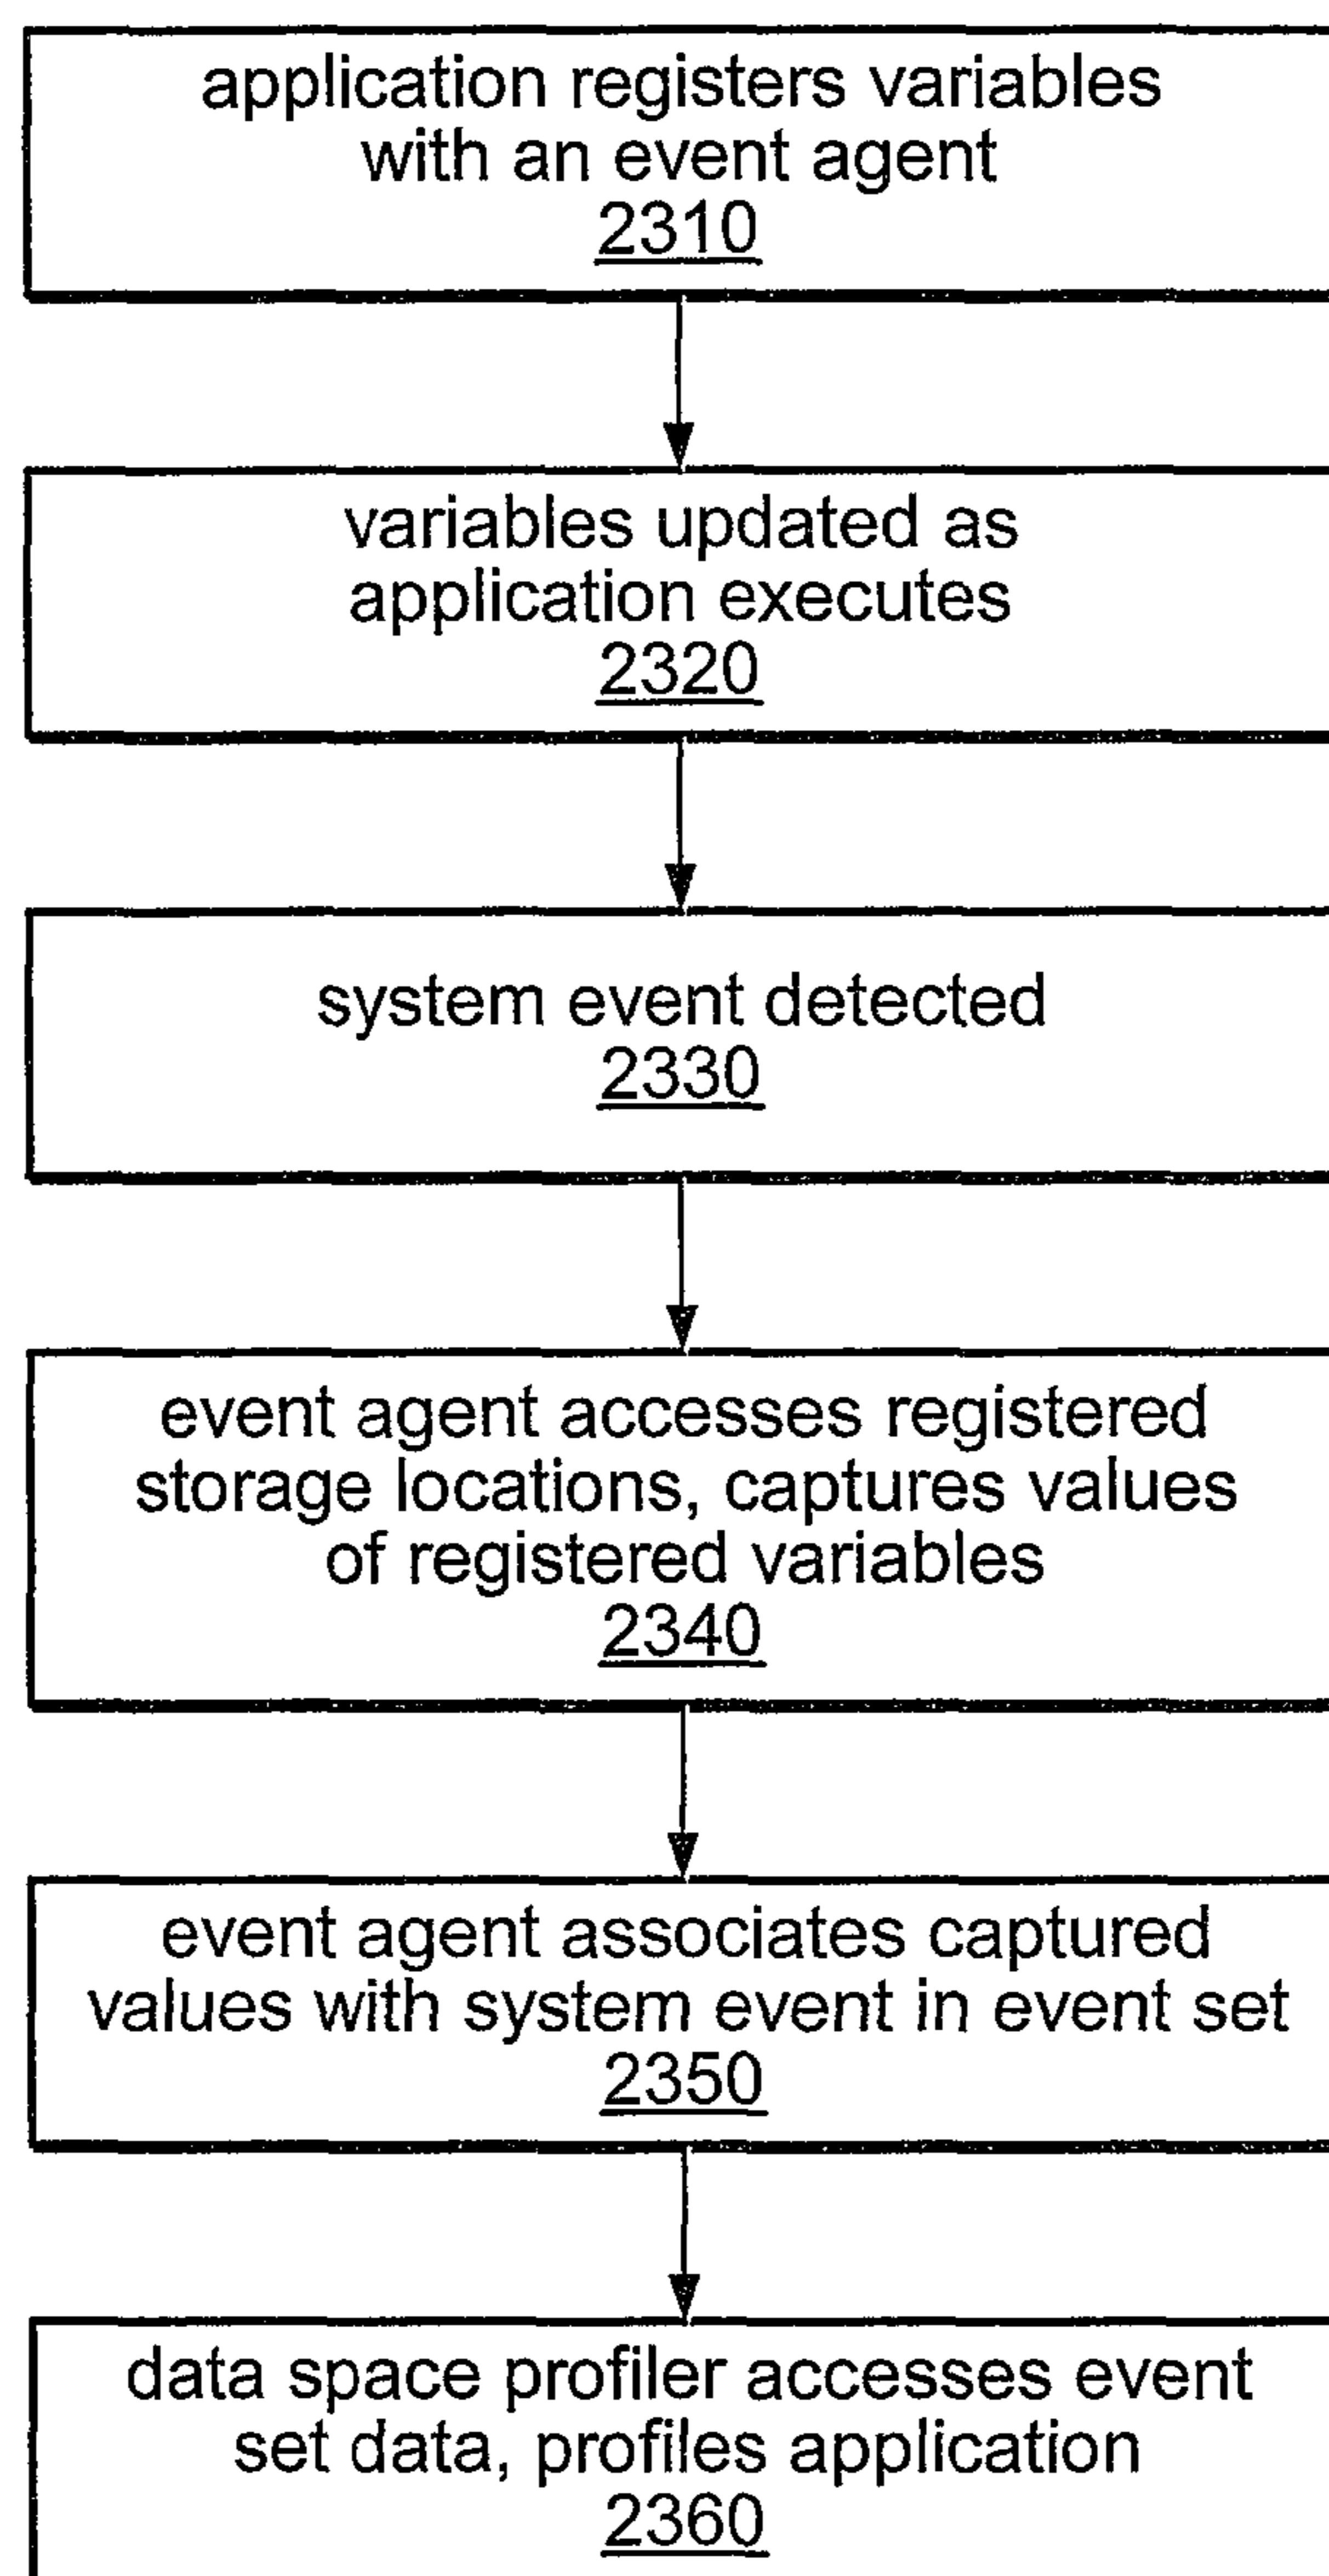 application registers variables
with an event agent
2310
variables updated as
application executes
2320
system event detected
2330
event agent accesses registered
storage locations, captures values
of registered variables
2340
event agent associates captured
values with system event in event set
2350
data space profiler accesses event
set data, profiles application
2360